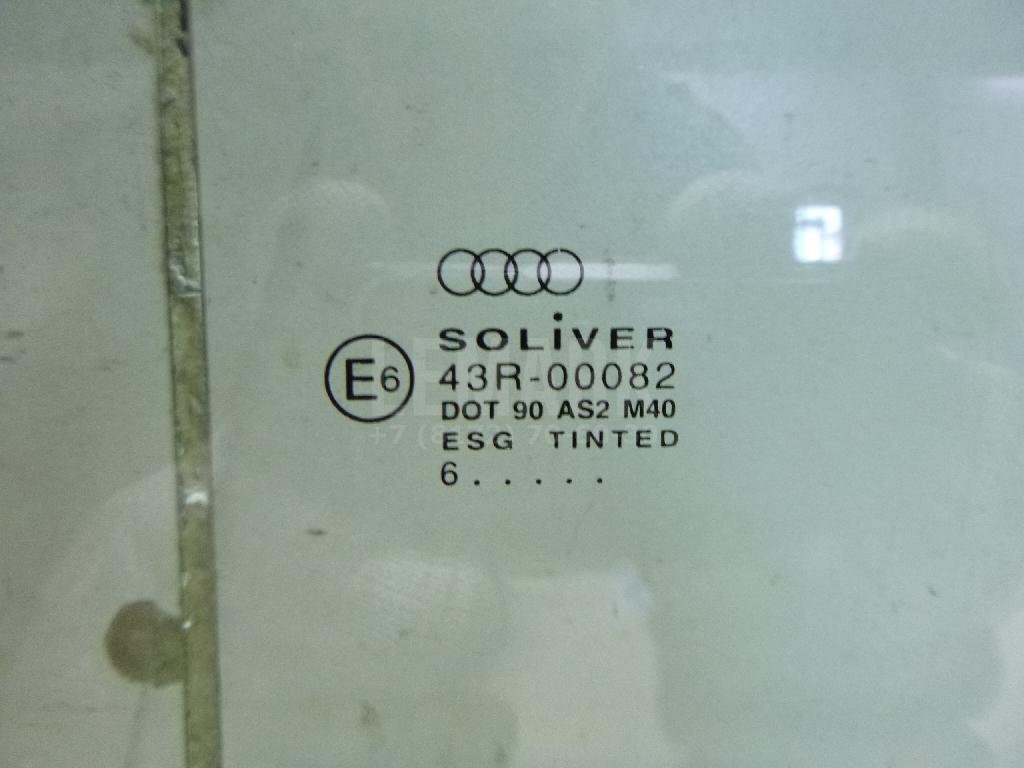 SOLiVER
E6 43R-00082
DOT 90 AS2 M40
ESG TINTED
6.....